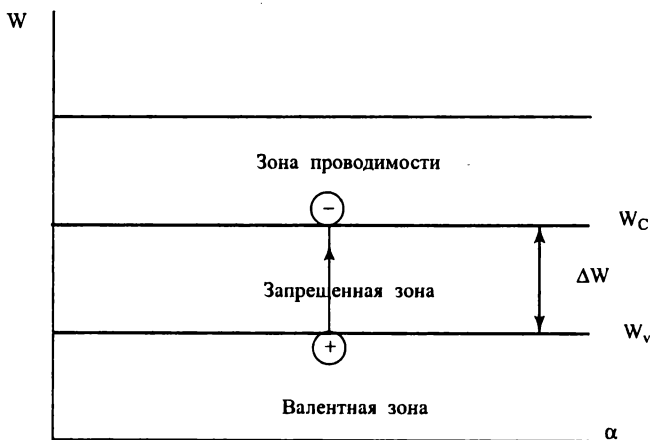 W
Зона проводимости
−
W_C
ΔW
Запрещенная зона
W_v
+
Валентная зона
α